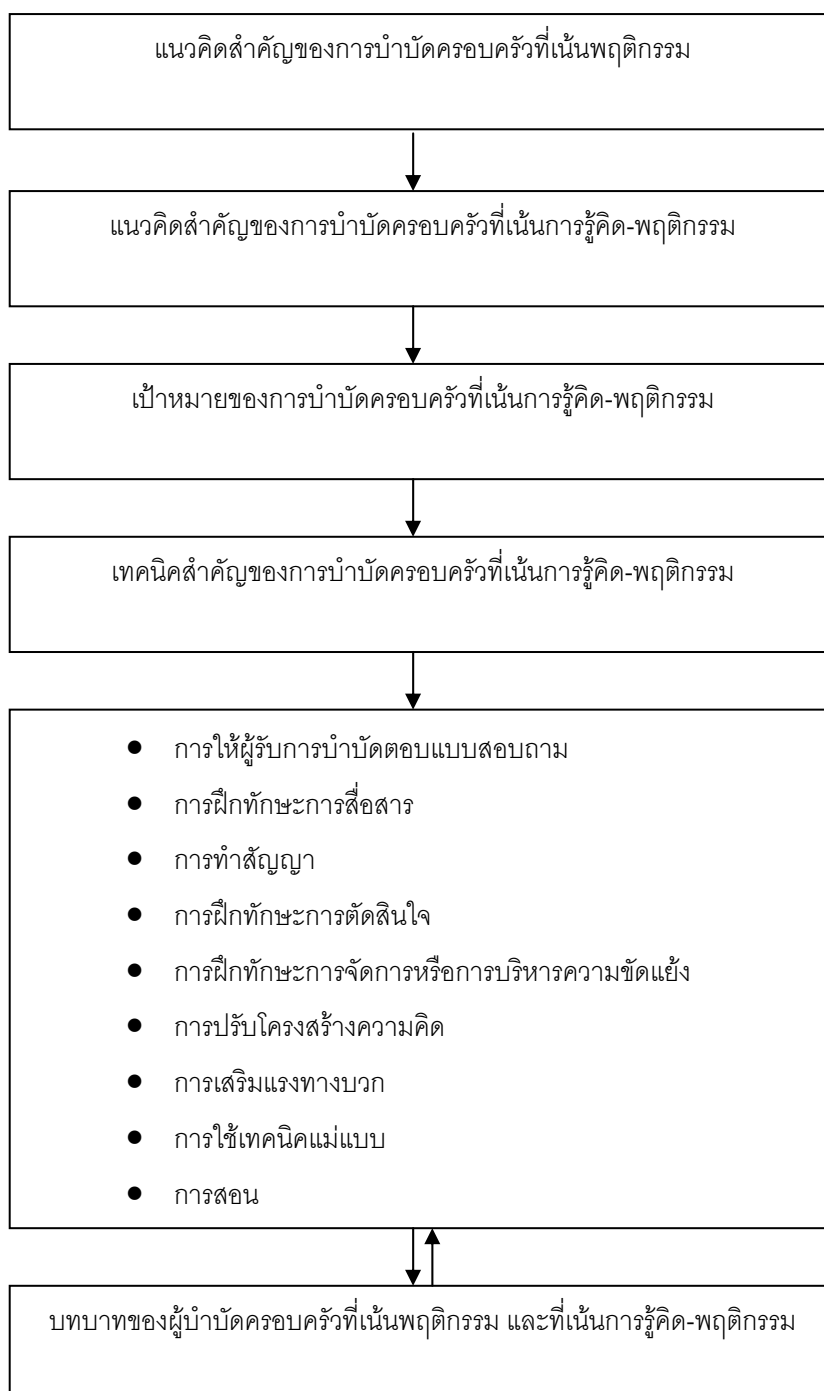 แนวคิดสำคัญของการบำบัดครอบครัวที่เน้นพฤติกรรม
แนวคิดสำคัญของการบำบัดครอบครัวที่เน้นการรู้คิด-พฤติกรรม
เป้าหมายของการบำบัดครอบครัวที่เน้นการรู้คิด-พฤติกรรม
เทคนิคสำคัญของการบำบัดครอบครัวที่เน้นการรู้คิด-พฤติกรรม
● การให้ผู้รับการบำบัดตอบแบบสอบถาม
● การฝึกทักษะการสื่อสาร
● การทำสัญญา
● การฝึกทักษะการตัดสินใจ
● การฝึกทักษะการจัดการหรือการบริหารความขัดแย้ง
● การปรับโครงสร้างความคิด
● การเสริมแรงทางบวก
● การใช้เทคนิคแม่แบบ
● การสอน
บทบาทของผู้บำบัดครอบครัวที่เน้นพฤติกรรม และที่เน้นการรู้คิด-พฤติกรรม